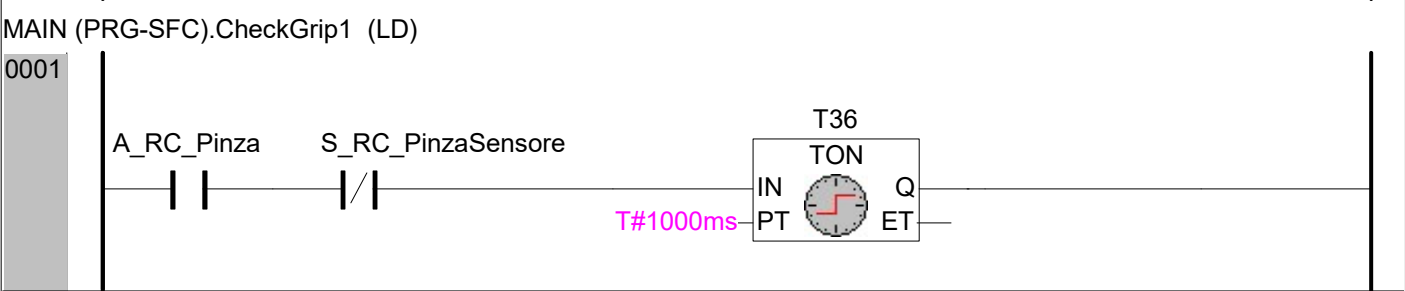 MAIN (PRG-SFC).CheckGrip1 (LD)
0001
T36
A_RC_Pinza S_RC_PinzaSensore TON
IN Q
T#1000ms PT ET